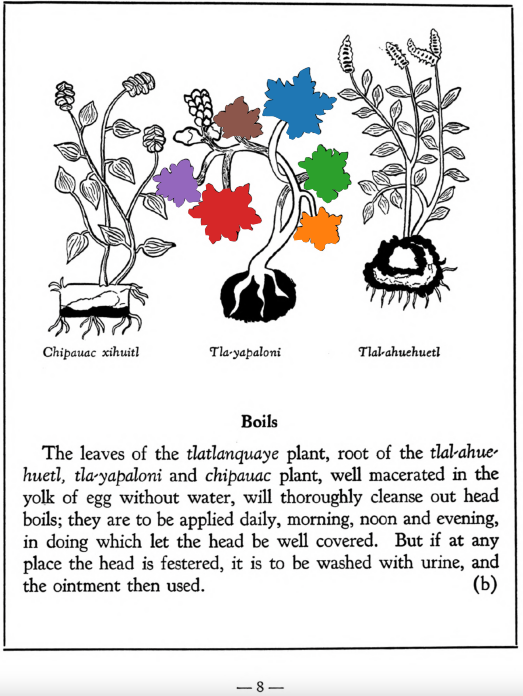 Chipauac xihuitl
Tla-yapaloni
Tlal-ahuehuetl
Boils
The leaves of the tlatlanquaye plant, root of the tlal-ahue-
huetl, tla-yapaloni and chipauac plant, well macerated in the
yolk of egg without water, will thoroughly cleanse out head
boils; they are to be applied daily, morning, noon and evening,
in doing which let the head be well covered. But if at any
place the head is festered, it is to be washed with urine, and
the ointment then used. (b)
— 8 —